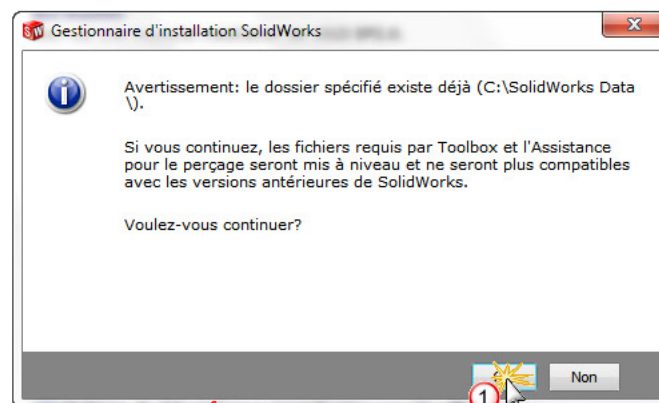 Gestionnaire d'installation SolidWorks
Avertissement: le dossier spécifié existe déjà (C:\SolidWorks Data
\).
Si vous continuez, les fichiers requis par Toolbox et l'Assistance
pour le perçage seront mis à niveau et ne seront plus compatibles
avec les versions antérieures de SolidWorks.
Voulez-vous continuer?
Non
1